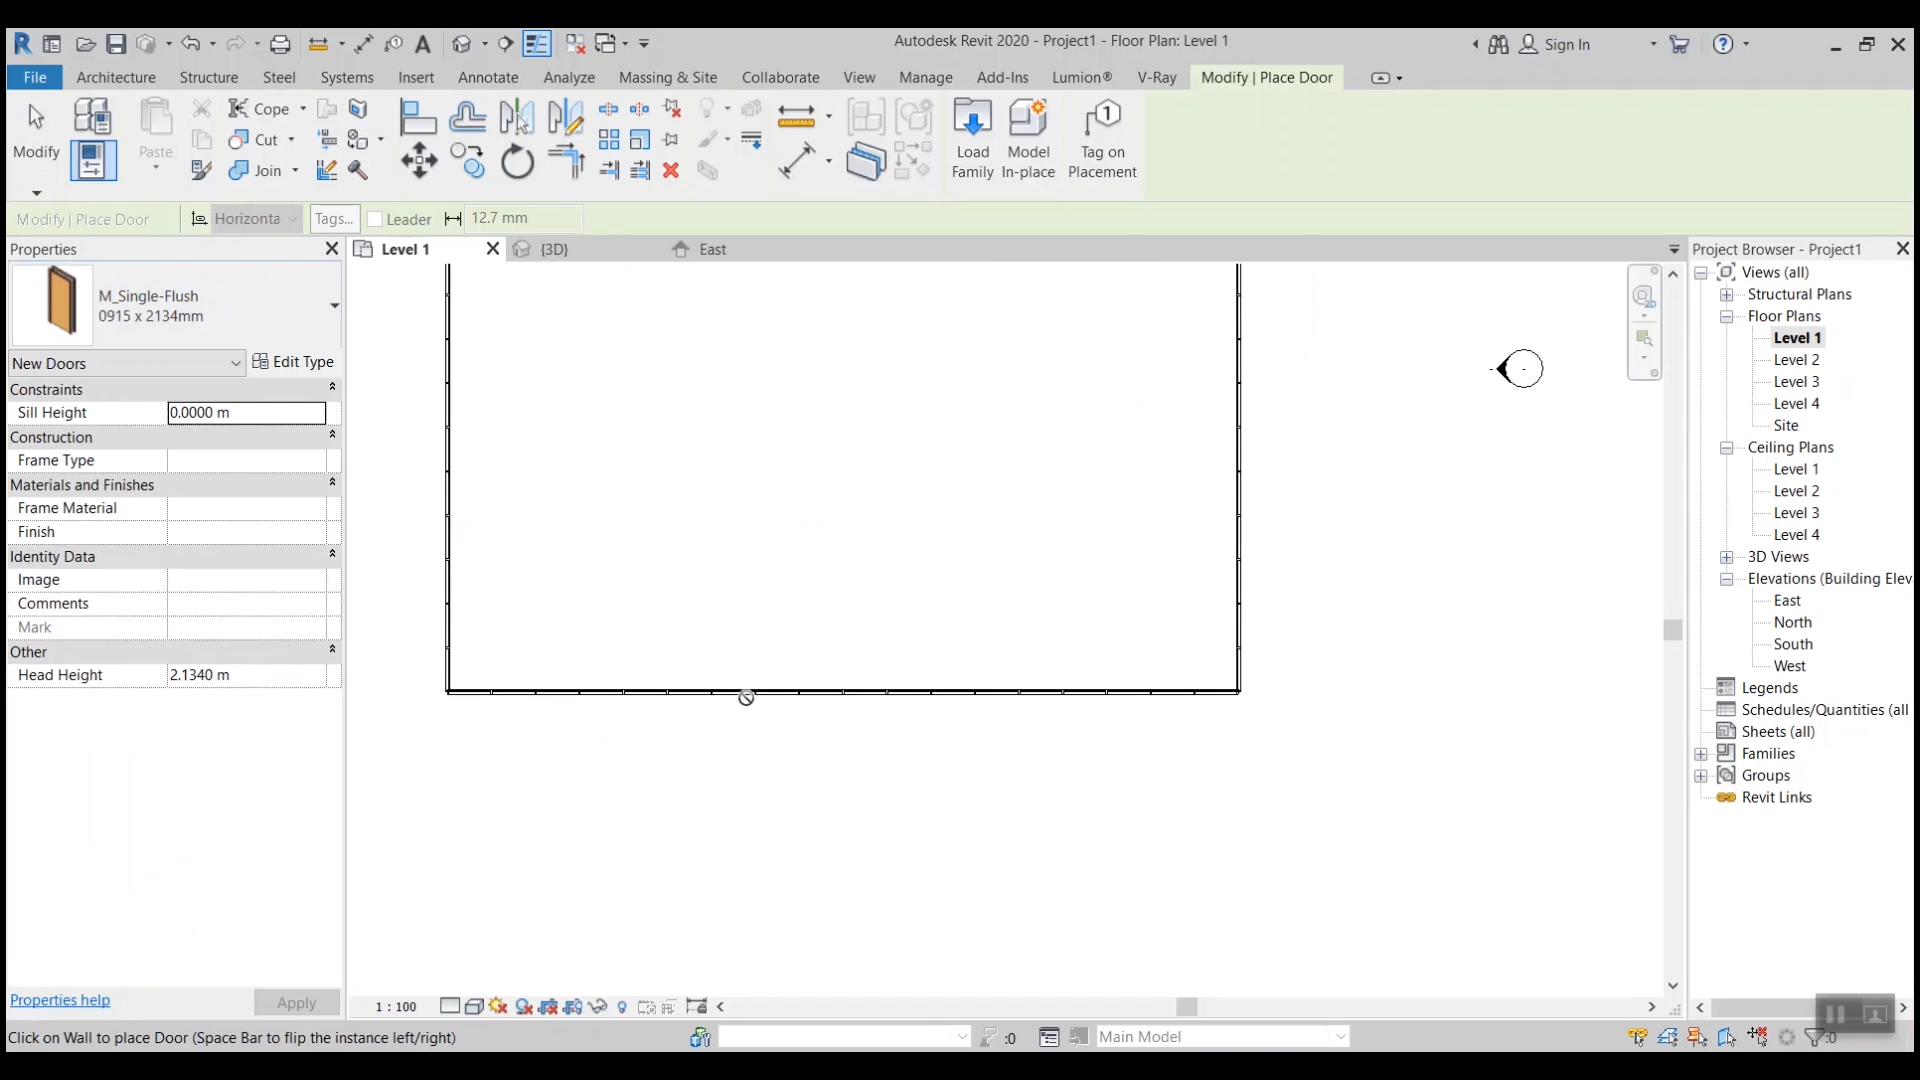 Autodesk Revit 2020 - Project1 - Floor Plan: Level 1
Sign In
File Architecture Structure Steel Systems Insert Annotate Analyze Massing & Site Collaborate View Manage Add-Ins Lumion® V-Ray Modify | Place Door
Modify
Paste
Cope
Cut
Join
Load Family
Model In-place
Tag on Placement
Modify | Place Door Horizonta Tags... Leader 12.7 mm
Properties
Level 1 {3D} East
Project Browser - Project1
M_Single-Flush
0915 x 2134mm
New Doors Edit Type
Constraints
Sill Height 0.0000 m
Construction
Frame Type
Materials and Finishes
Frame Material
Finish
Identity Data
Image
Comments
Mark
Other
Head Height 2.1340 m
Properties help Apply
2D
Views (all)
Structural Plans
Floor Plans
Level 1
Level 2
Level 3
Level 4
Site
Ceiling Plans
Level 1
Level 2
Level 3
Level 4
3D Views
Elevations (Building Elev
East
North
South
West
Legends
Schedules/Quantities (all
Sheets (all)
Families
Groups
Revit Links
1 : 100
Click on Wall to place Door (Space Bar to flip the instance left/right) :0 Main Model :0